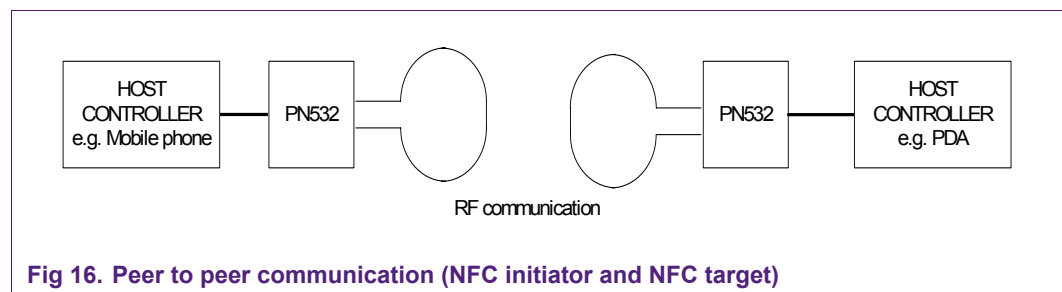 HOST
CONTROLLER
e.g. Mobile phone
PN532
PN532
HOST
CONTROLLER
e.g. PDA
RF communication
Fig 16. Peer to peer communication (NFC initiator and NFC target)